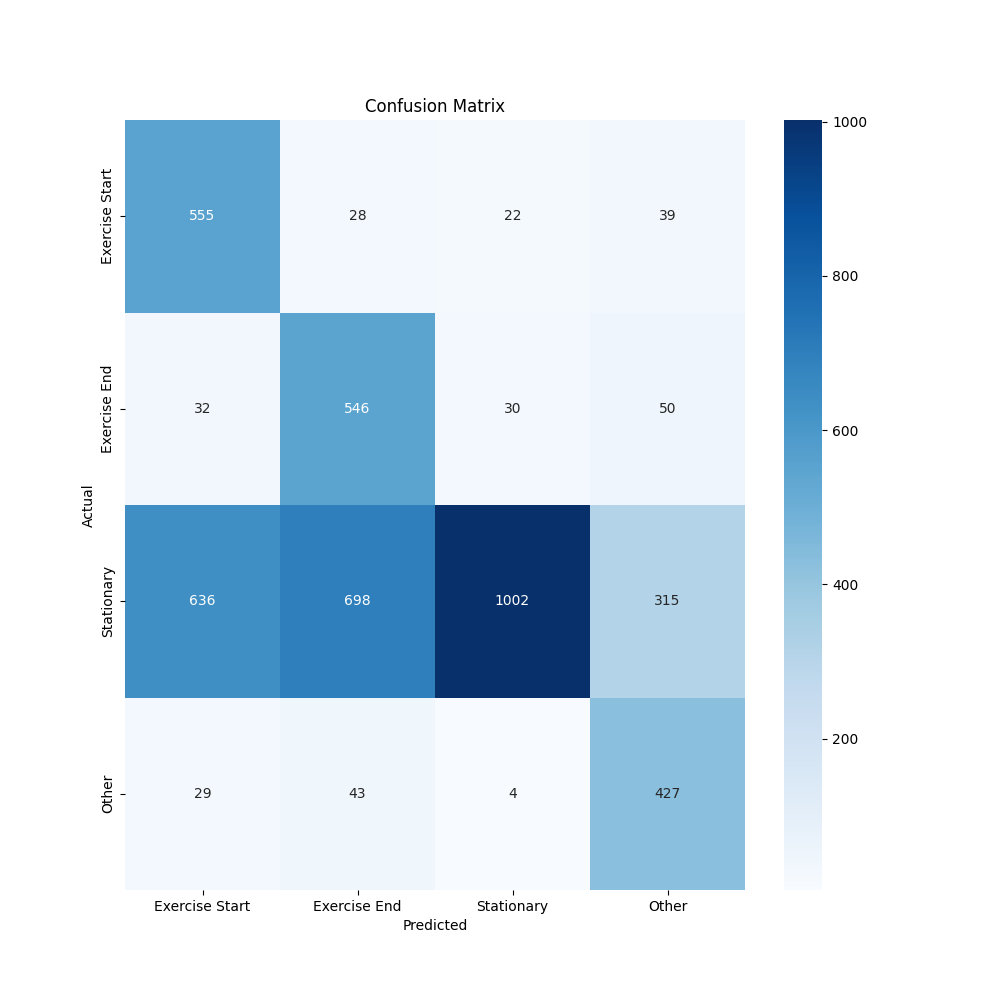 Confusion Matrix
Actual
Exercise Start
555 28 22 39
Exercise End
32 546 30 50
Stationary
636 698 1002 315
Other
29 43 4 427
Exercise Start Exercise End Stationary Other
Predicted
1000
800
600
400
200